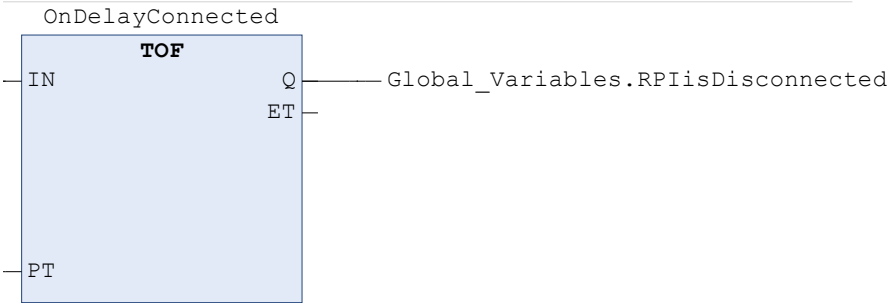 OnDelayConnected
TOF
IN Q Global_Variables.RPIisDisconnected
ET
PT